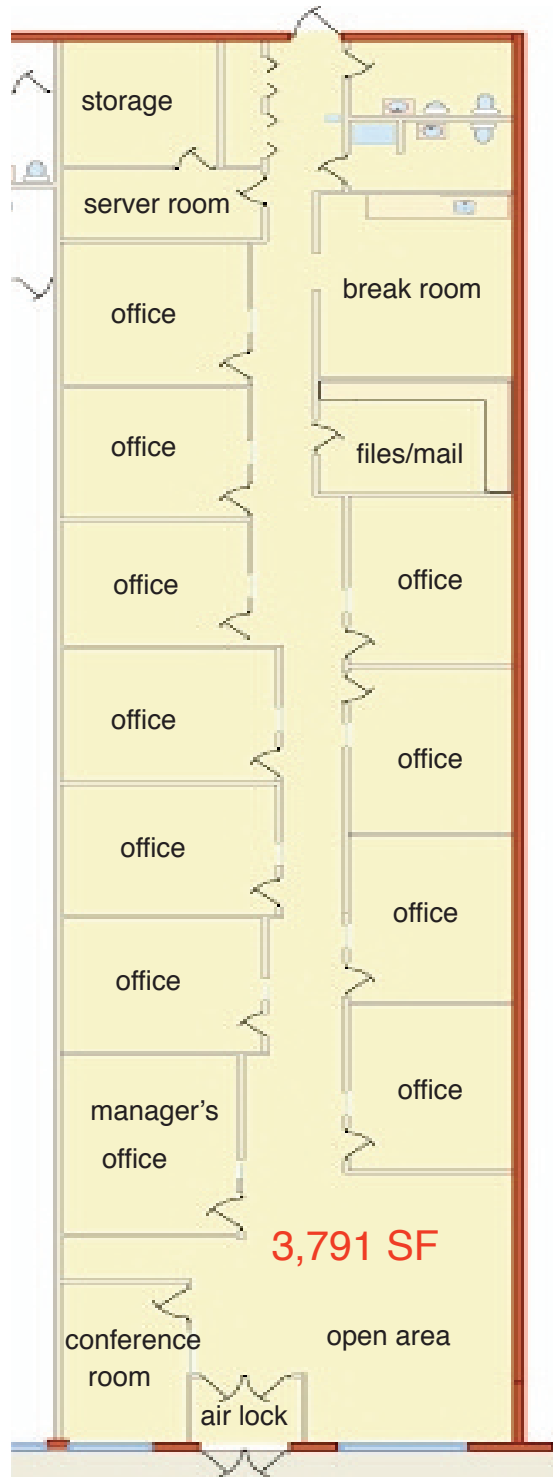 storage
server room
break room
office
office
files/mail
office
office
office
office
office
office
office
office
manager's
office
3,791 SF
conference
room
open area
air lock